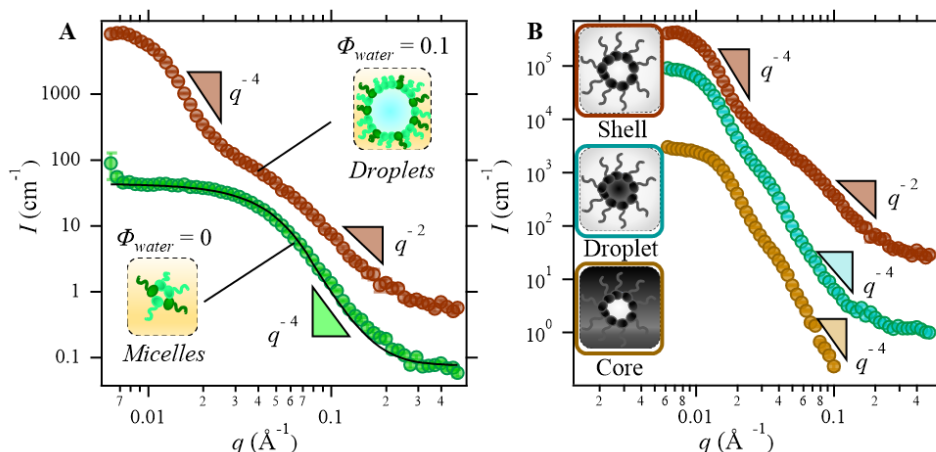 A
Φwater = 0.1
q-4
1000
100
10
1
0.1
I (cm-1)
Droplets
Φwater = 0
q-2
q-4
Micelles
7 0.01 2 3 4 5 6 7 0.1 2 3 4
q (Å-1)
B
q-4
105
104
103
102
101
100
I (cm-1)
Shell
q-2
Droplet
q-4
q-4
Core
2 4 6 8 0.01 2 4 6 8 0.1 2 4
q (Å-1)